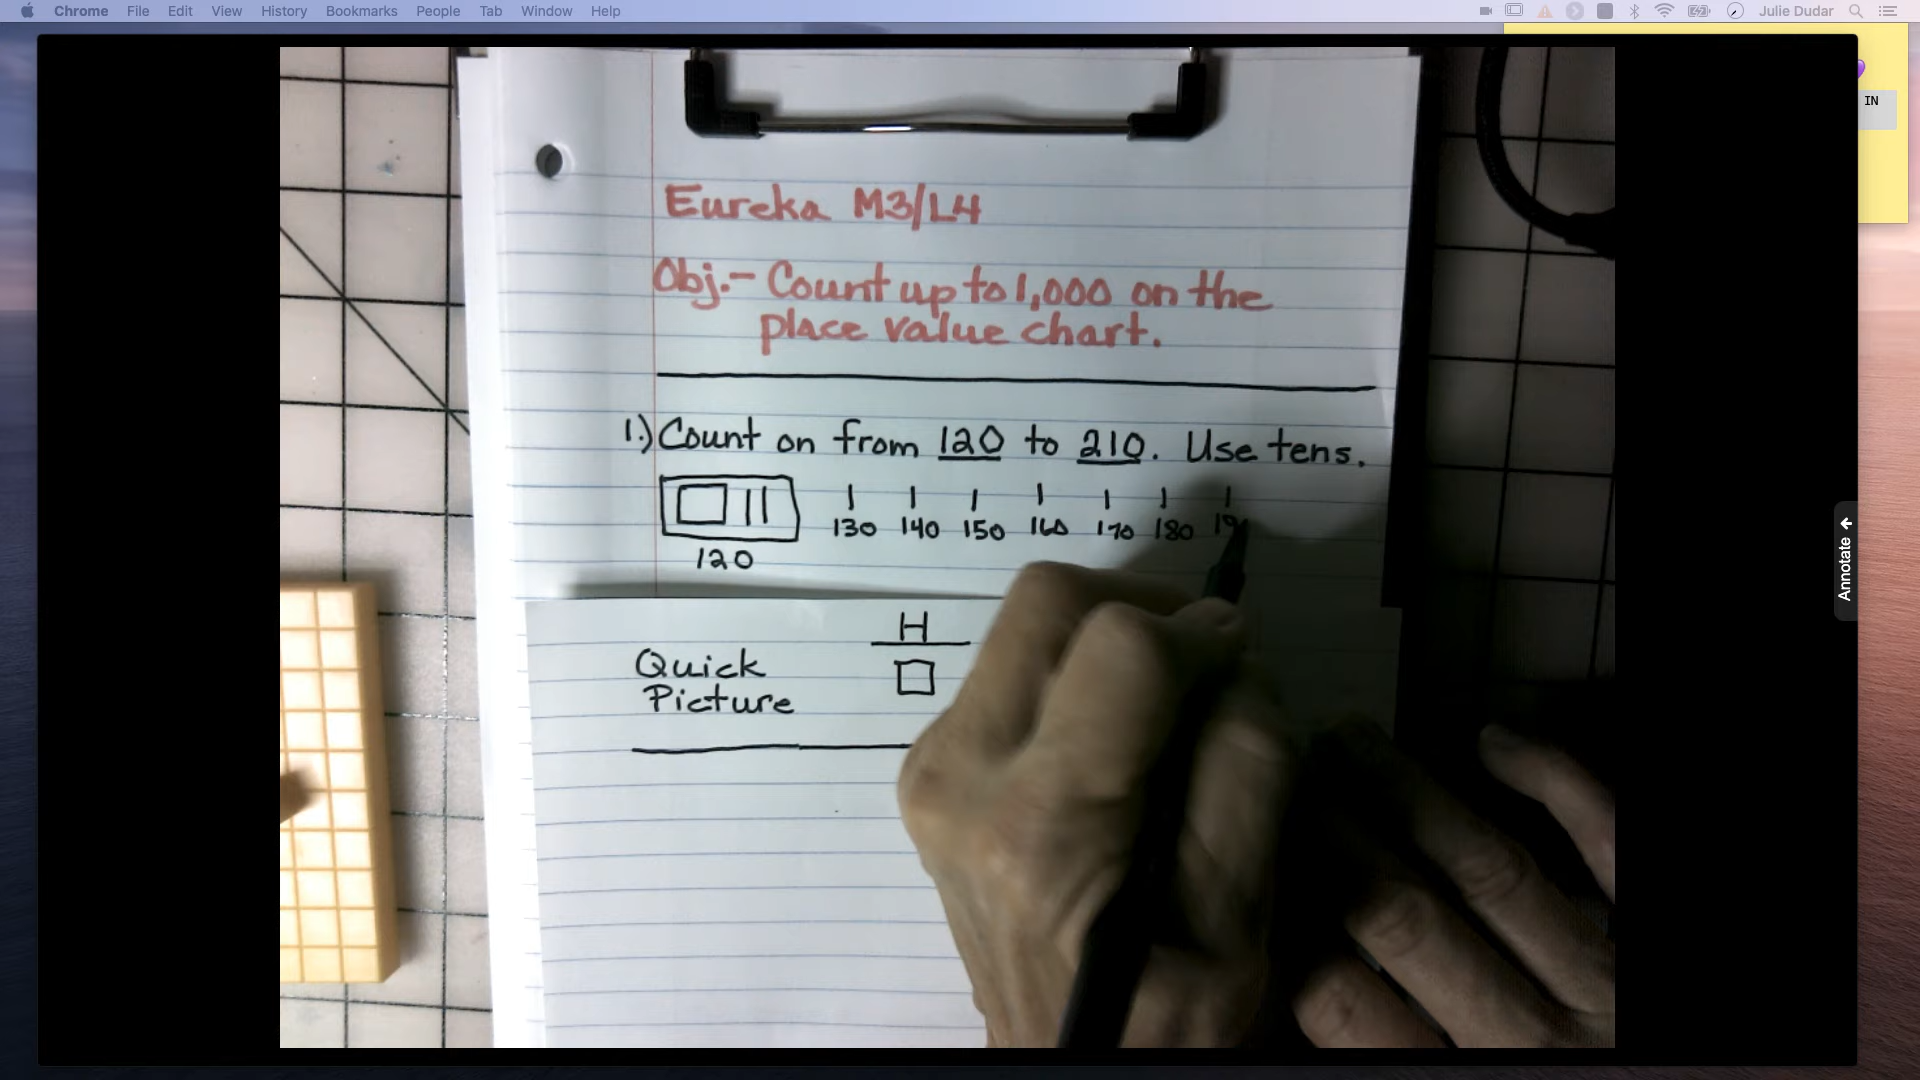 Chrome File Edit View History Bookmarks People Tab Window Help Julie Dudar
IN
Eureka M3/L4
Obj.- Count up to 1,000 on the
place value chart.
1.) Count on from 120 to 210. Use tens.
130 140 150 160 170 180
120
H
Quick
Picture
Annotate